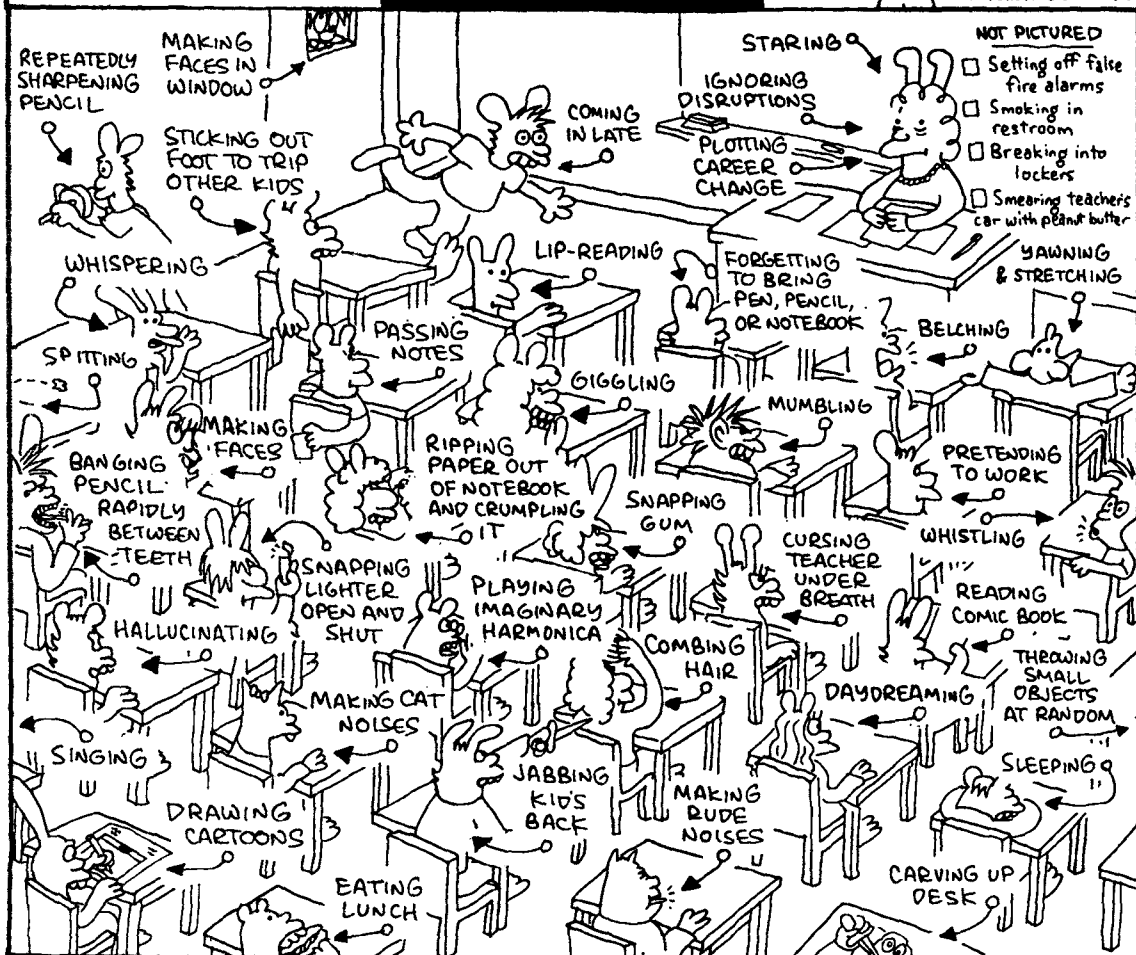 REPEATEDLY
SHARPENING
PENCIL
MAKING
FACES IN
WINDOW
STICKING OUT
FOOT TO TRIP
OTHER KIDS
COMING
IN LATE
STARING
IGNORING
DISRUPTIONS
PLOTTING
CAREER
CHANGE
NOT PICTURED
Setting off false
fire alarms
Smoking in
restroom
Breaking into
lockers
Smearing teachers
car with peanut butter
WHISPERING
LIP-READING
FORGETTING
TO BRING
PEN, PENCIL,
OR NOTEBOOK
YAWNING
& STRETCHING
SPITTING
PASSING
NOTES
GIGGLING
BELCHING
MUMBLING
MAKING
FACES
BANGING
PENCIL
RAPIDLY
BETWEEN
TEETH
RIPPING
PAPER OUT
OF NOTEBOOK
AND CRUMPLING
IT
SNAPPING
GUM
PRETENDING
TO WORK
WHISTLING
SNAPPING
LIGHTER
OPEN AND
SHUT
PLAYING
IMAGINARY
HARMONICA
CURSING
TEACHER
UNDER
BREATH
READING
COMIC BOOK
HALLUCINATING
COMBING
HAIR
THROWING
SMALL
OBJECTS
AT RANDOM
MAKING CAT
NOISES
DAYDREAMING
SINGING
JABBING
KID'S
BACK
MAKING
RUDE
NOISES
SLEEPING
DRAWING
CARTOONS
EATING
LUNCH
CARVING UP
DESK